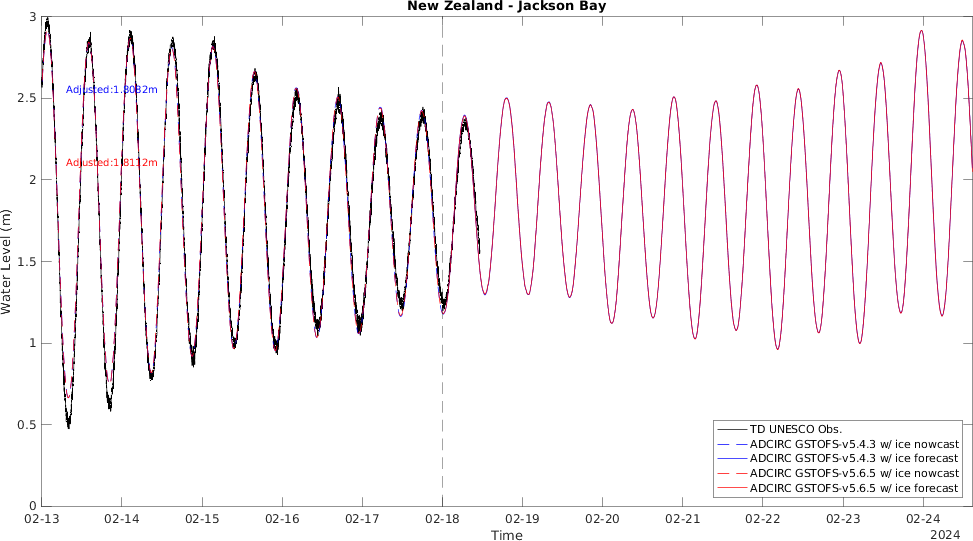 New Zealand - Jackson Bay
3
2.5
2
1.5
1
0.5
0
Water Level (m)
Adjusted:1.8082m
Adjusted:1.8112m
TD UNESCO Obs.
ADCIRC GSTOFS-v5.4.3 w/ ice nowcast
ADCIRC GSTOFS-v5.4.3 w/ ice forecast
ADCIRC GSTOFS-v5.6.5 w/ ice nowcast
ADCIRC GSTOFS-v5.6.5 w/ ice forecast
02-13 02-14 02-15 02-16 02-17 02-18 02-19 02-20 02-21 02-22 02-23 02-24
Time
2024